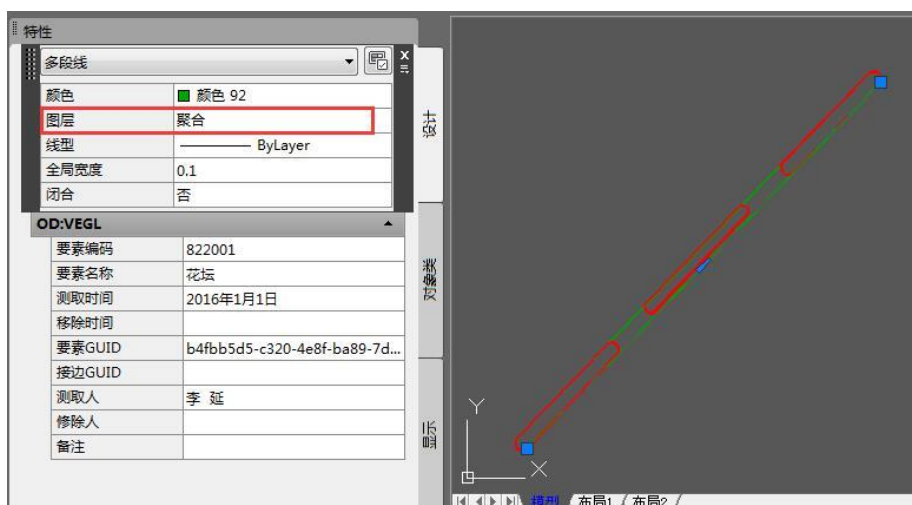 特性
多段线
颜色 颜色 92
图层 聚合
线型 ByLayer
全局宽度 0.1
闭合 否
OD:VEGL
要素编码 822001
要素名称 花坛
测取时间 2016年1月1日
移除时间
要素GUID b4fbb5d5-c320-4e8f-ba89-7d...
接边GUID
测取人 李 延
修除人
备注
设计
对象类
显示
Y
X
模型 布局1 布局2